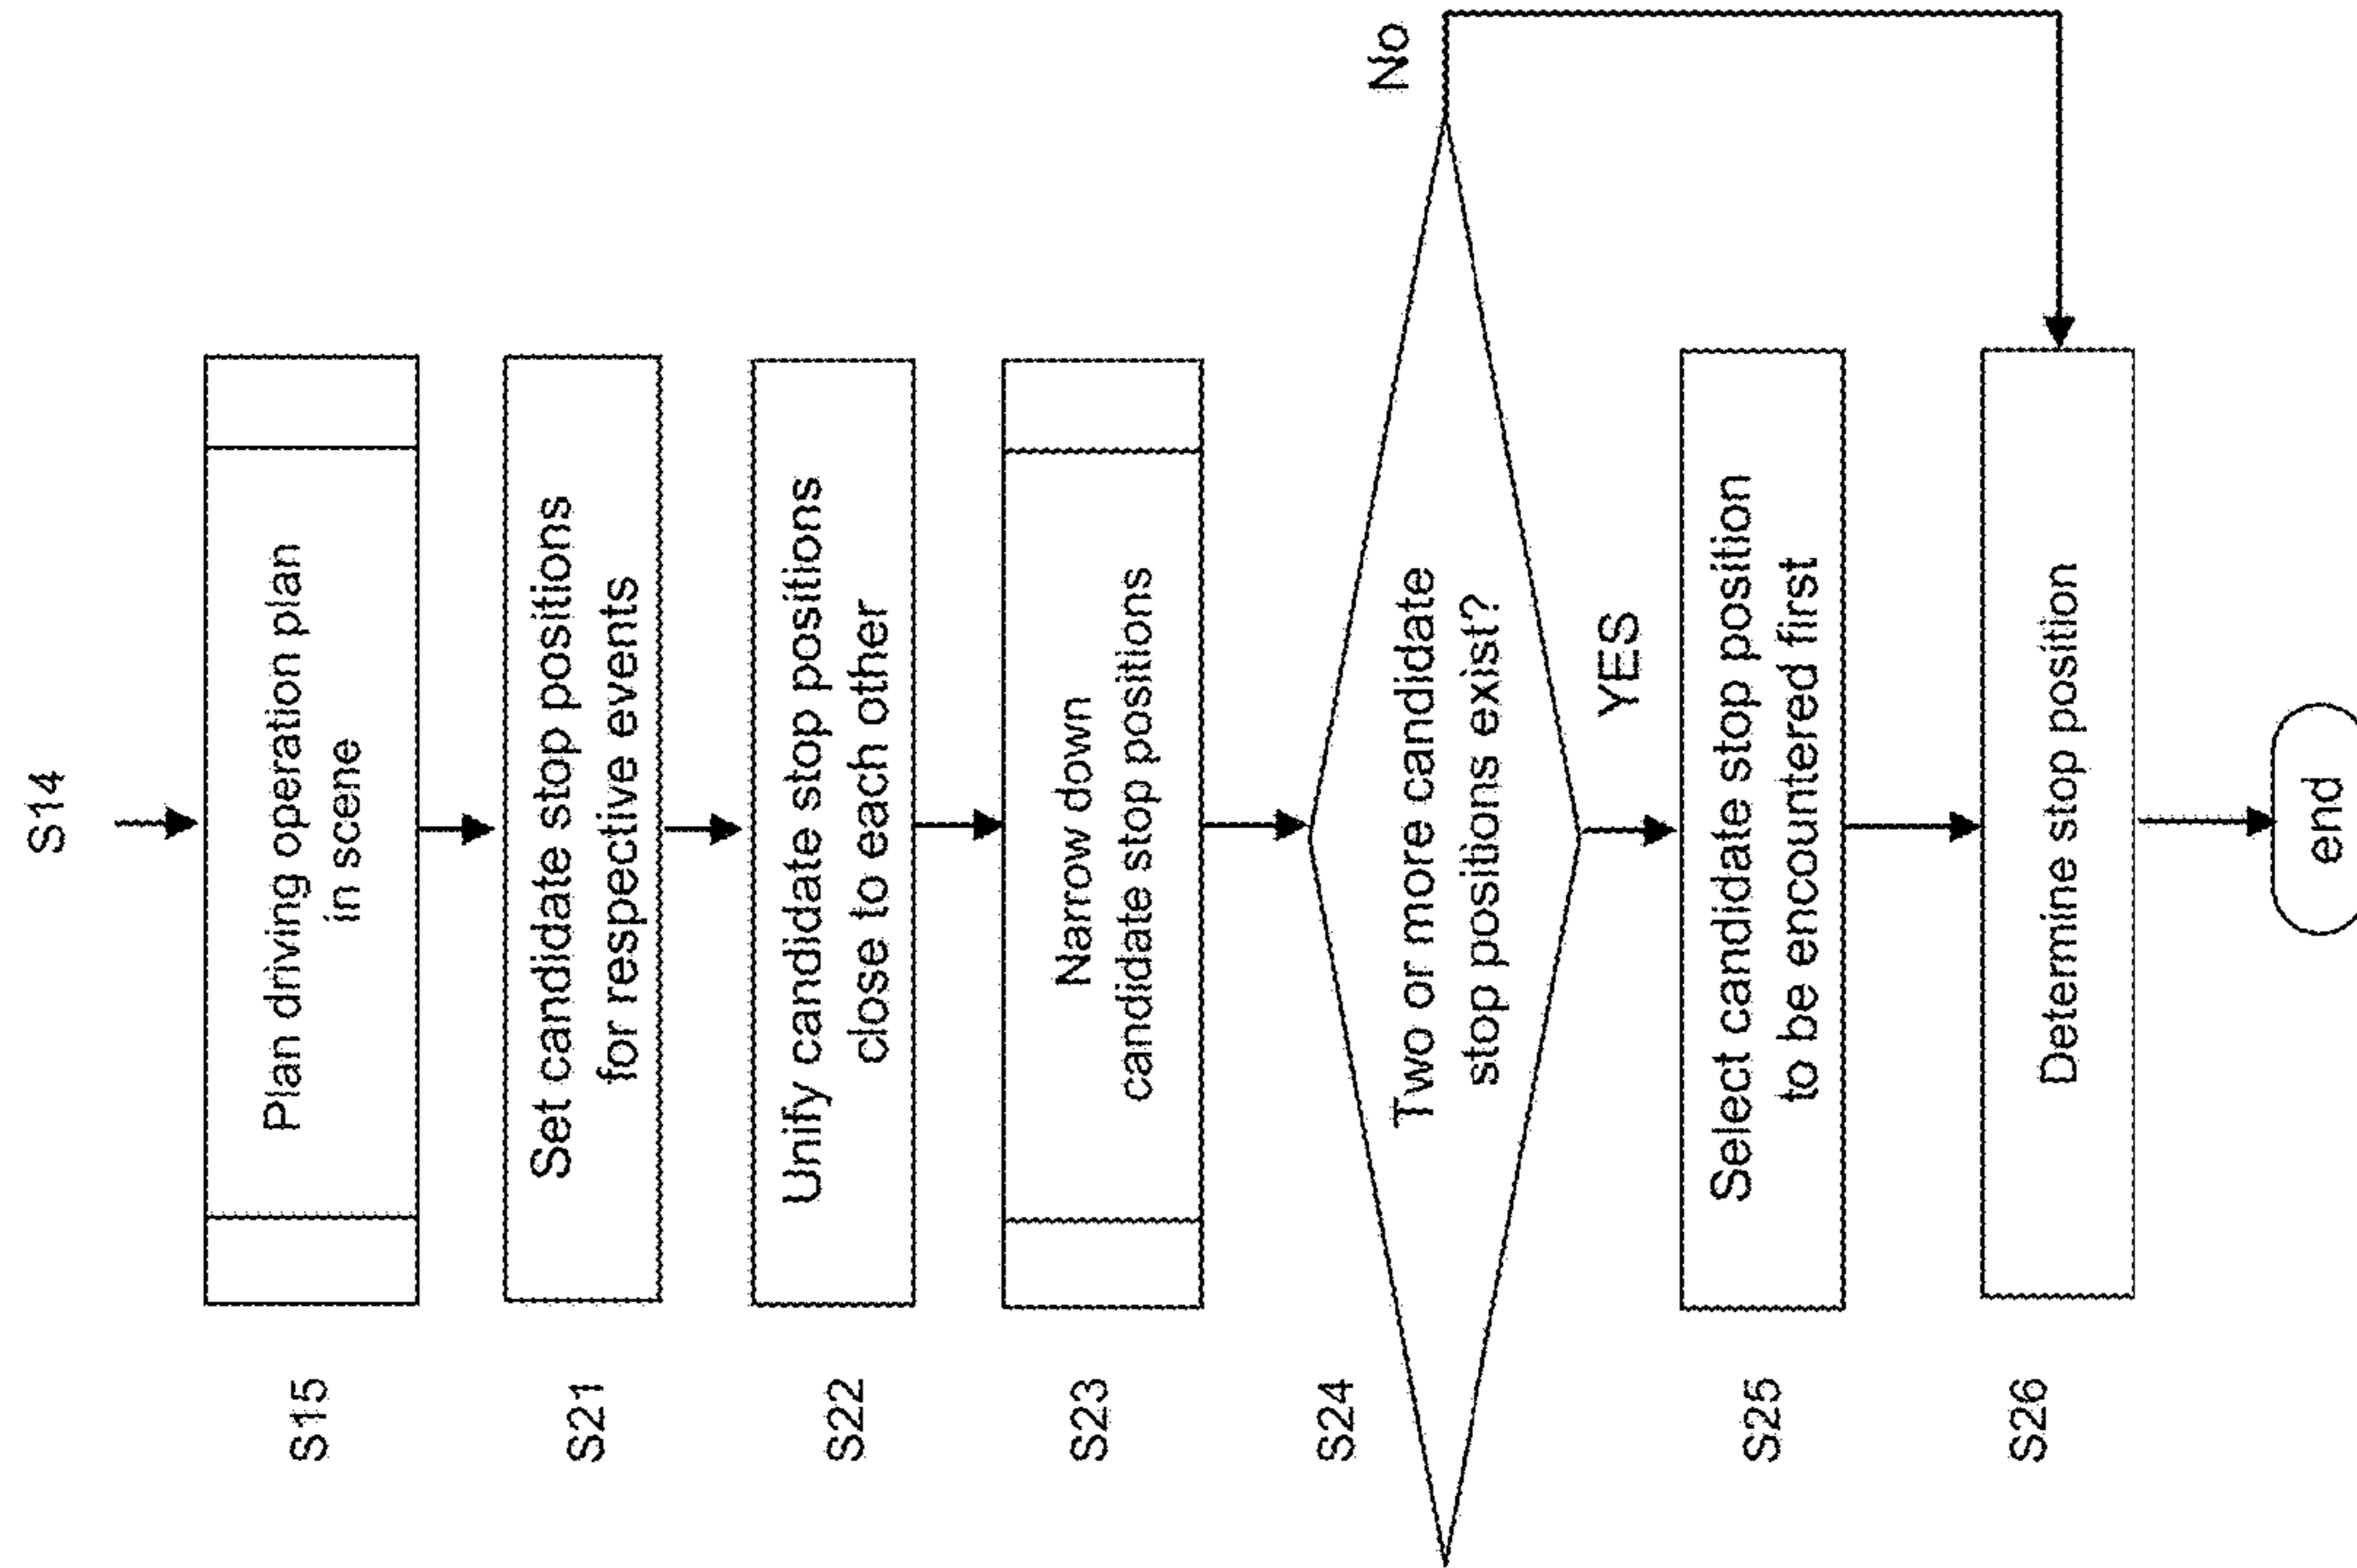 S14
S15
Plan driving operation plan
in scene
S21
Set candidate stop positions
for respective events
S22
Unify candidate stop positions
close to each other
S23
Narrow down
candidate stop positions
S24
Two or more candidate
stop positions exist?
No
YES
S25
Select candidate stop position
to be encountered first
S26
Determine stop position
end